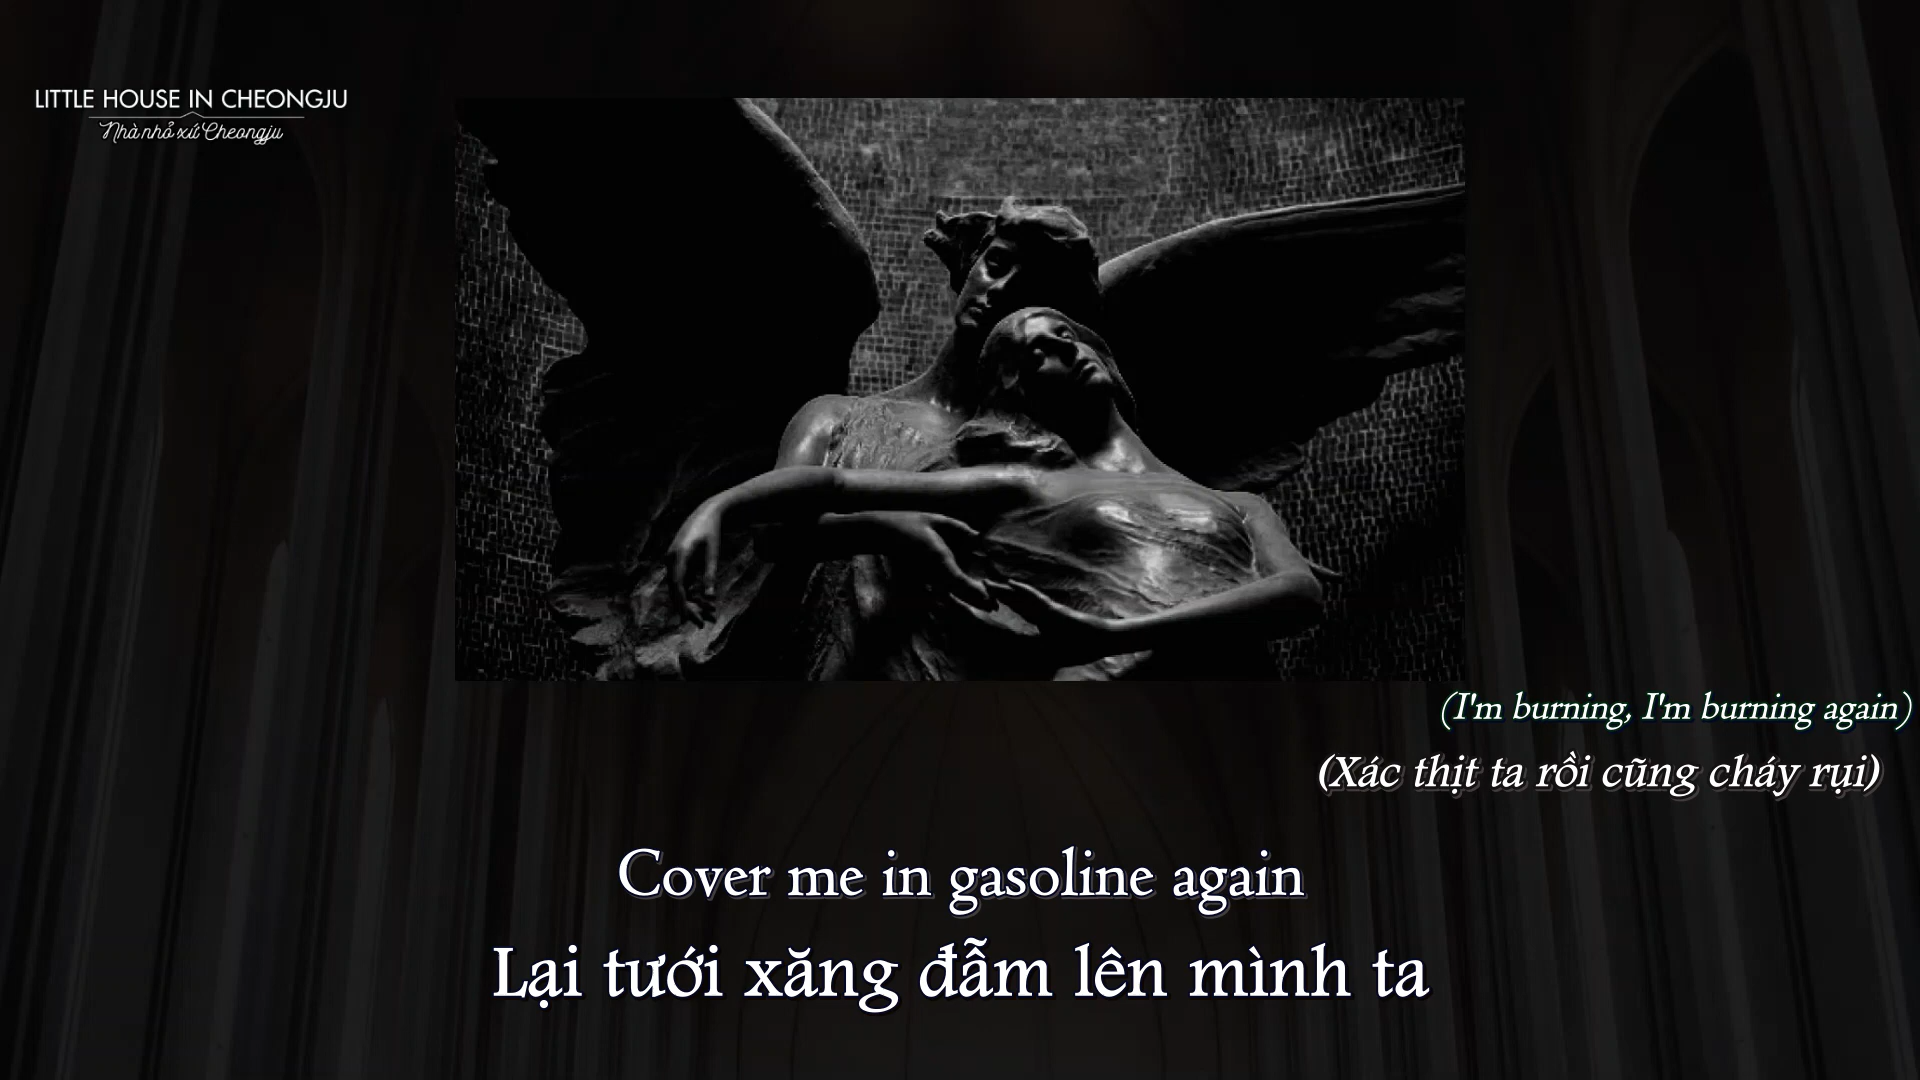 LITTLE HOUSE IN CHEONGJU
Nhà nhỏ xứ Cheongju
(I'm burning, I'm burning again)
(Xác thịt ta rồi cũng cháy rụi)
Cover me in gasoline again
Lại tưới xăng đẫm lên mình ta